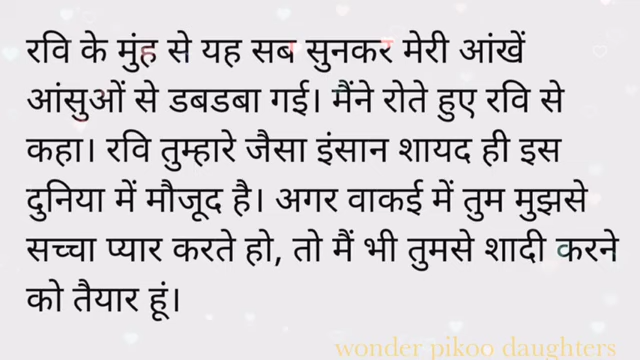 रवि के मुंह से यह सब सुनकर मेरी आंखें
आंसुओं से डबडबा गई। मैंने रोते हुए रवि से
कहा। रवि तुम्हारे जैसा इंसान शायद ही इस
दुनिया में मौजूद है। अगर वाकई में तुम मुझसे
सच्चा प्यार करते हो, तो मैं भी तुमसे शादी करने
को तैयार हूं।
wonder pikoo daughters